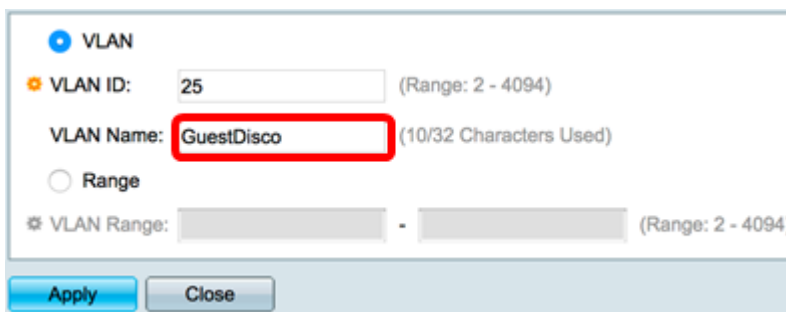 VLAN
VLAN ID: 25 (Range: 2 - 4094)
VLAN Name: GuestDisco (10/32 Characters Used)
Range
VLAN Range: - (Range: 2 - 4094
Apply Close